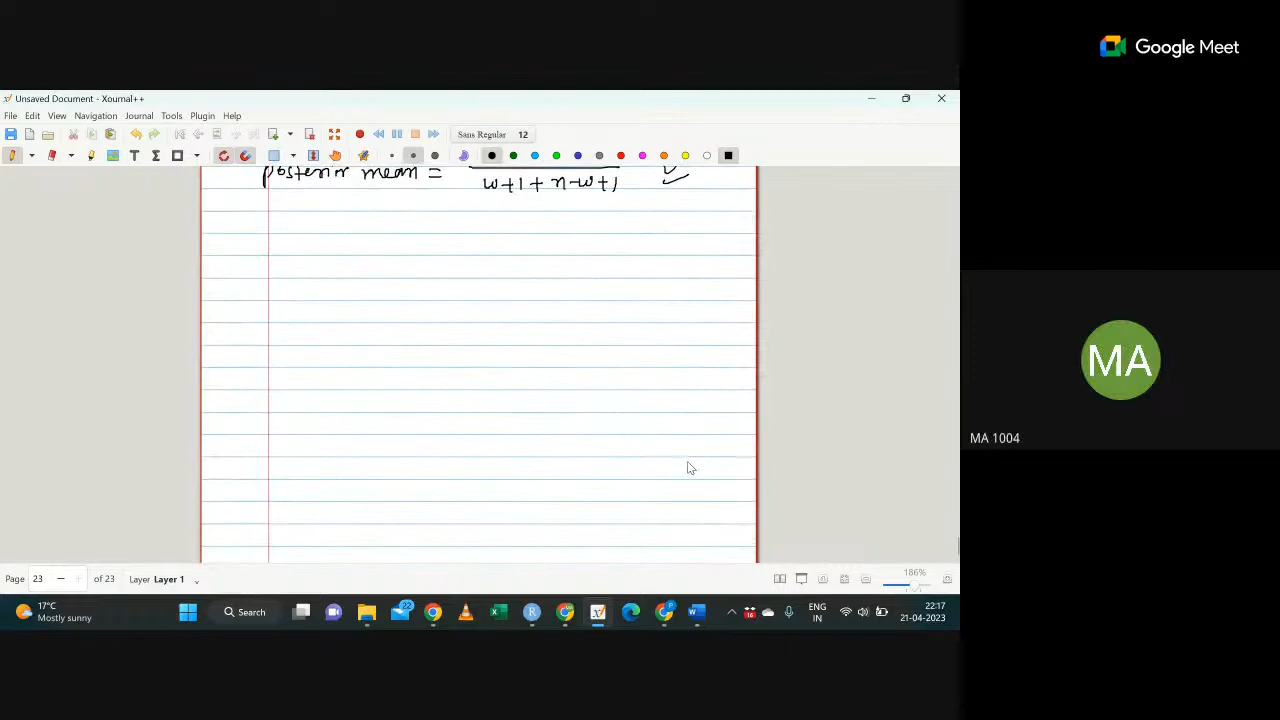 Google Meet
Unsaved Document - Xournal++
File Edit View Navigation Journal Tools Plugin Help
Sans Regular 12
posterior mean =
w+1 + n-w+1
MA
MA 1004
Page 23 of 23 Layer Layer 1
186%
17°C
Mostly sunny
Search
22
16
ENG
IN
22:17
21-04-2023